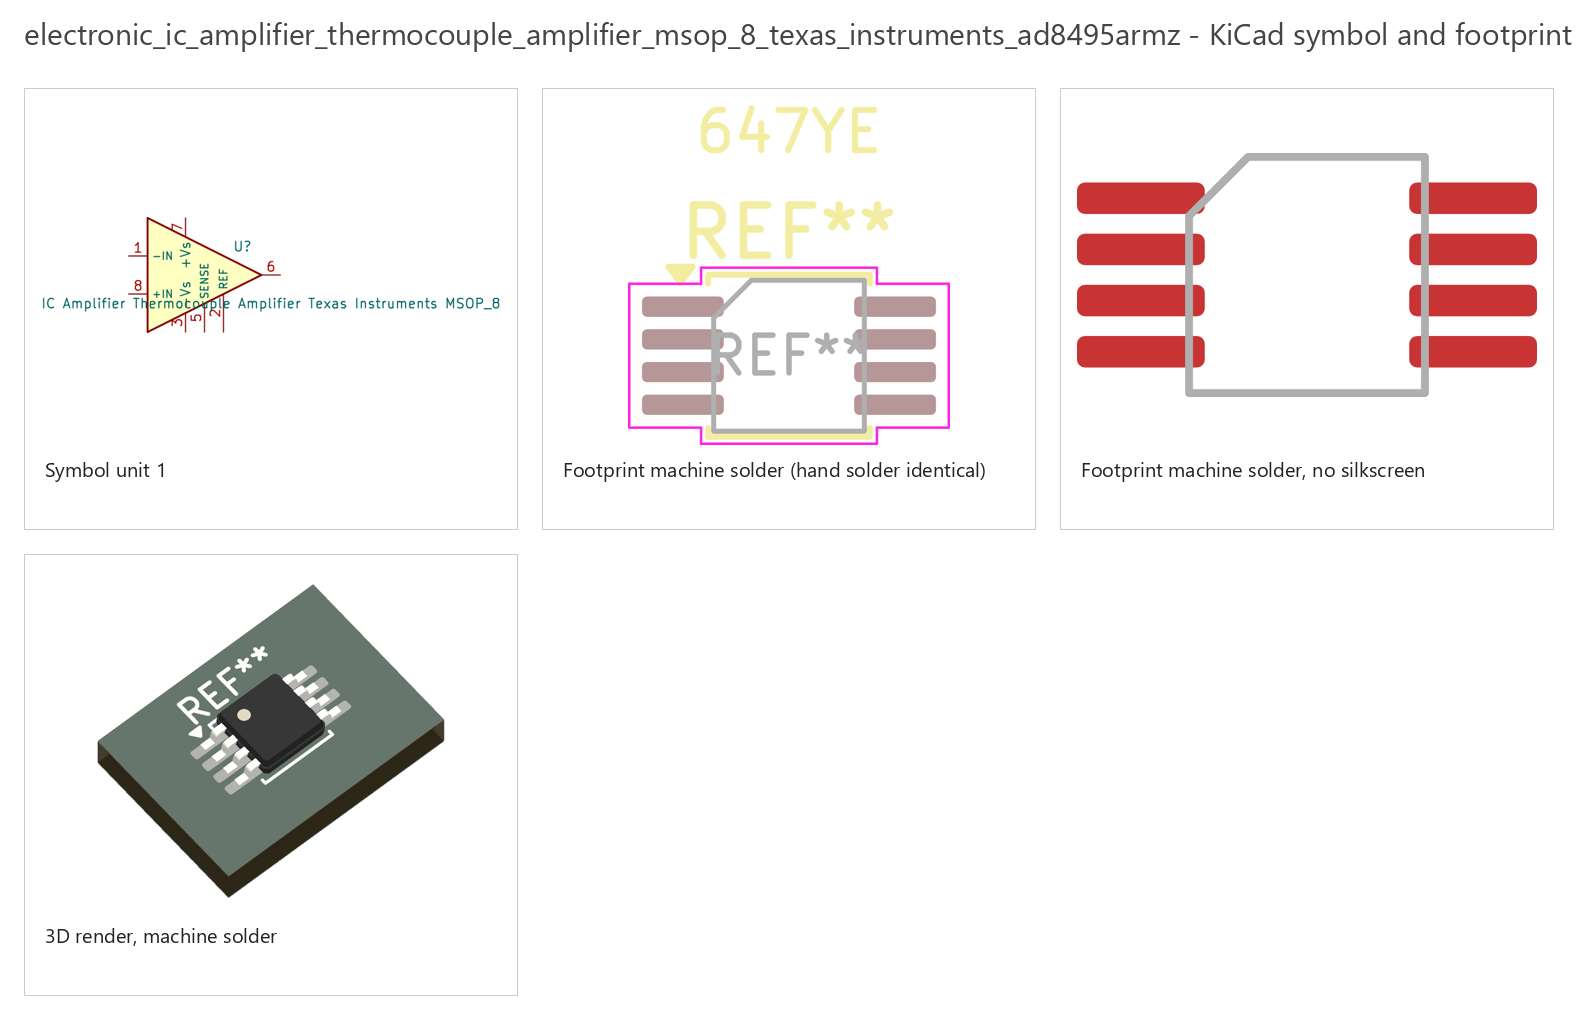 electronic_ic_amplifier_thermocouple_amplifier_msop_8_texas_instruments_ad8495armz - KiCad symbol and footprint
7
+Vs
U?
1
-IN
6
8
+IN
SENSE
REF
IC Amplifier Thermocouple Amplifier Texas Instruments MSOP_8
3
5
2
Symbol unit 1
647YE
REF**
REF**
Footprint machine solder (hand solder identical)
Footprint machine solder, no silkscreen
REF**
3D render, machine solder